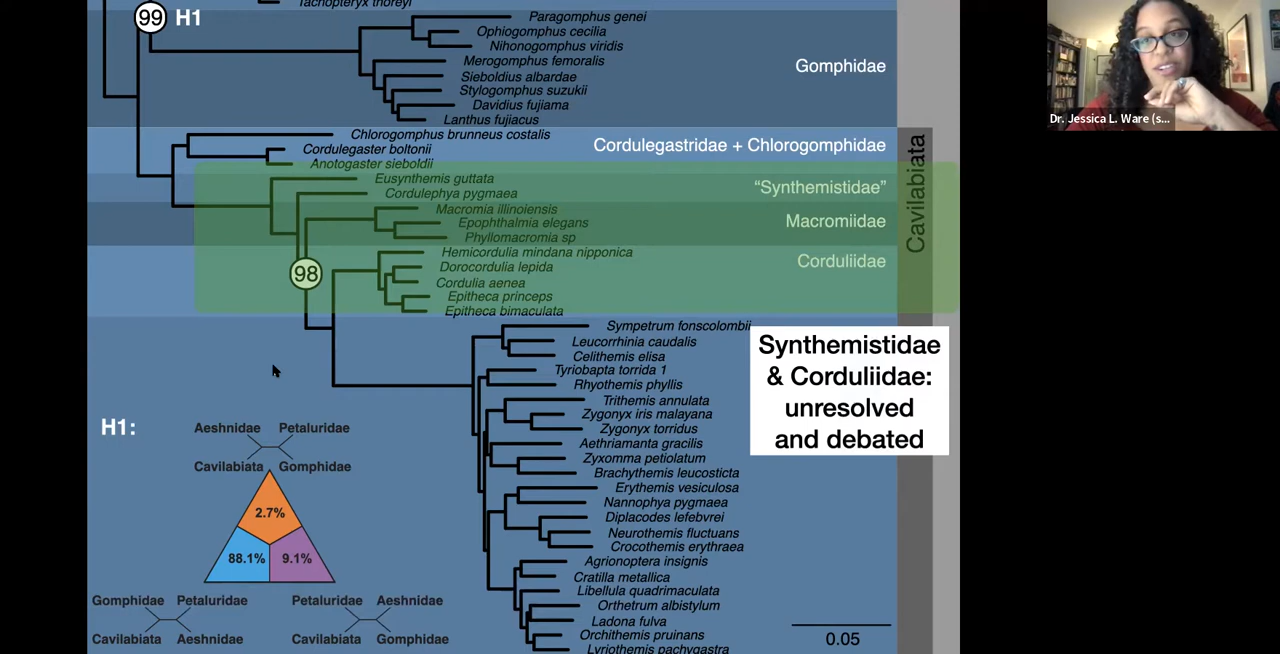 Tachopteryx thoreyi
99 H1
Paragomphus genei
Ophiogomphus cecilia
Nihonogomphus viridis
Merogomphus femoralis
Sieboldius albardae
Stylogomphus suzukii
Davidius fujiama
Lanthus fujiacus
Gomphidae
Chlorogomphus brunneus costalis
Cordulegaster boltonii
Anotogaster sieboldii
Cordulegastridae + Chlorogomphidae
Eusynthemis guttata
Cordulephya pygmaea
"Synthemistidae"
Macromia illinoiensis
Epophthalmia elegans
Phyllomacromia sp
Macromiidae
98
Hemicordulia mindana nipponica
Dorocordulia lepida
Cordulia aenea
Epitheca princeps
Epitheca bimaculata
Corduliidae
Cavilabiata
Sympetrum fonscolombii
Leucorrhinia caudalis
Celithemis elisa
Tyriobapta torrida 1
Rhyothemis phyllis
Trithemis annulata
Zygonyx iris malayana
Zygonyx torridus
Aethriamanta gracilis
Zyxomma petiolatum
Brachythemis leucosticta
Erythemis vesiculosa
Nannophya pygmaea
Diplacodes lefebvrei
Neurothemis fluctuans
Crocothemis erythraea
Agrionoptera insignis
Cratilla metallica
Libellula quadrimaculata
Orthetrum albistylum
Ladona fulva
Orchithemis pruinans
Lyriothemis pachygastra
Synthemistidae
& Corduliidae:
unresolved
and debated
0.05
H1:
Aeshnidae Petaluridae
Cavilabiata Gomphidae
2.7%
88.1% 9.1%
Gomphidae Petaluridae
Cavilabiata Aeshnidae
Petaluridae Aeshnidae
Cavilabiata Gomphidae
Dr. Jessica L. Ware (s...